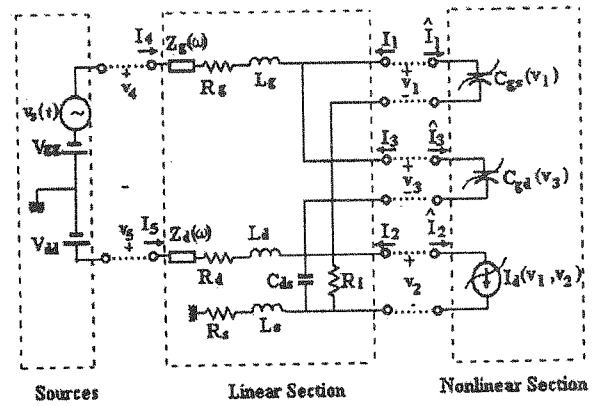 I4
Zg(ω)
Rg
Lg
I1
Î1
Cgs(v1)
v1
vs(t)
v4
Vgg
I3
Î3
Cgd(v3)
v3
Vdd
v5
I5
Zd(ω)
Rd
Ld
I2
Î2
Cds
Ri
v2
Id(v1,v2)
Rs
Ls
Sources
Linear Section
Nonlinear Section